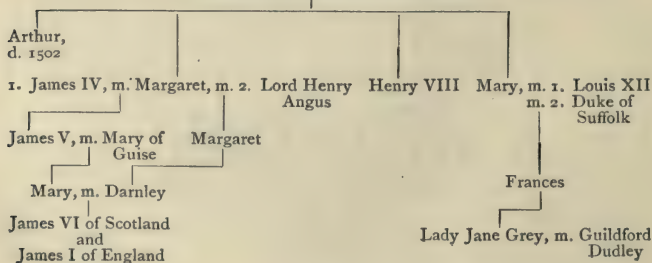 Arthur,
d. 1502
1. James IV, m. Margaret, m. 2. Lord Henry Angus
Henry VIII
Mary, m. 1. Louis XII
m. 2. Duke of Suffolk
James V, m. Mary of Guise
Margaret
Mary, m. Darnley
Frances
James VI of Scotland
and
James I of England
Lady Jane Grey, m. Guildford Dudley